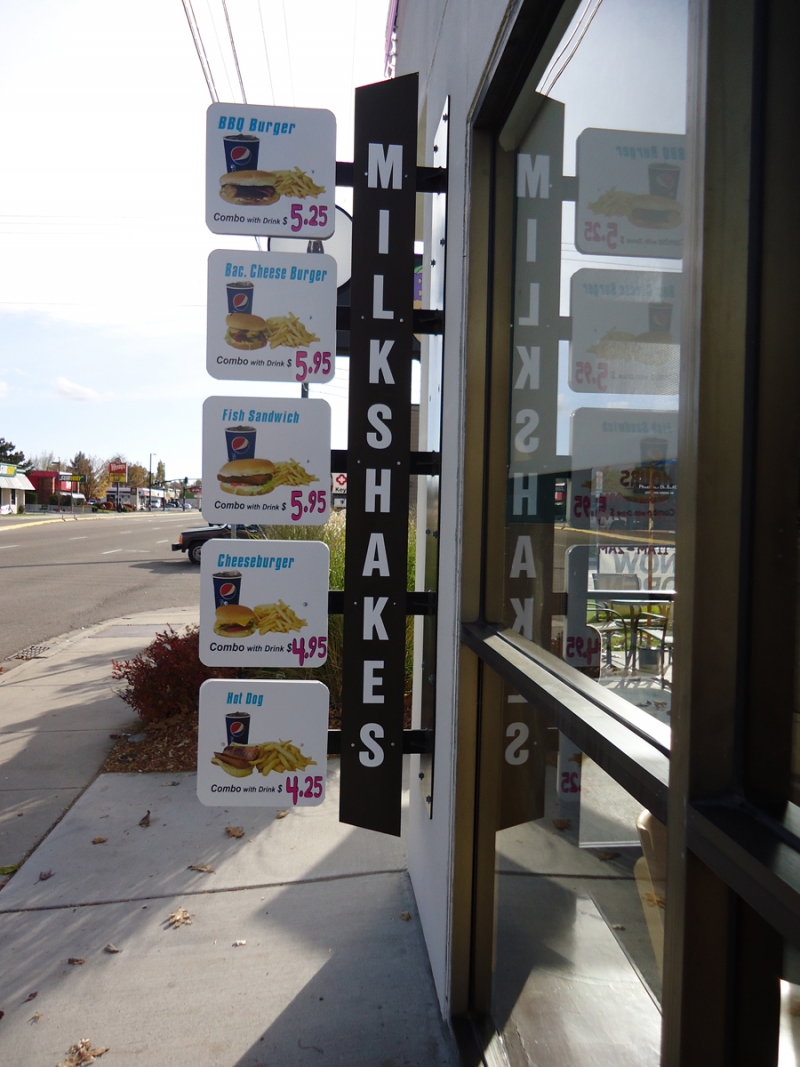 BBQ Burger
Combo with Drink $ 5.25
Bac. Cheese Burger
Combo with Drink $ 5.95
Fish Sandwich
Combo with Drink $ 5.95
Cheeseburger
Combo with Drink $ 4.95
Hot Dog
Combo with Drink $ 4.25
MILKSHAKES